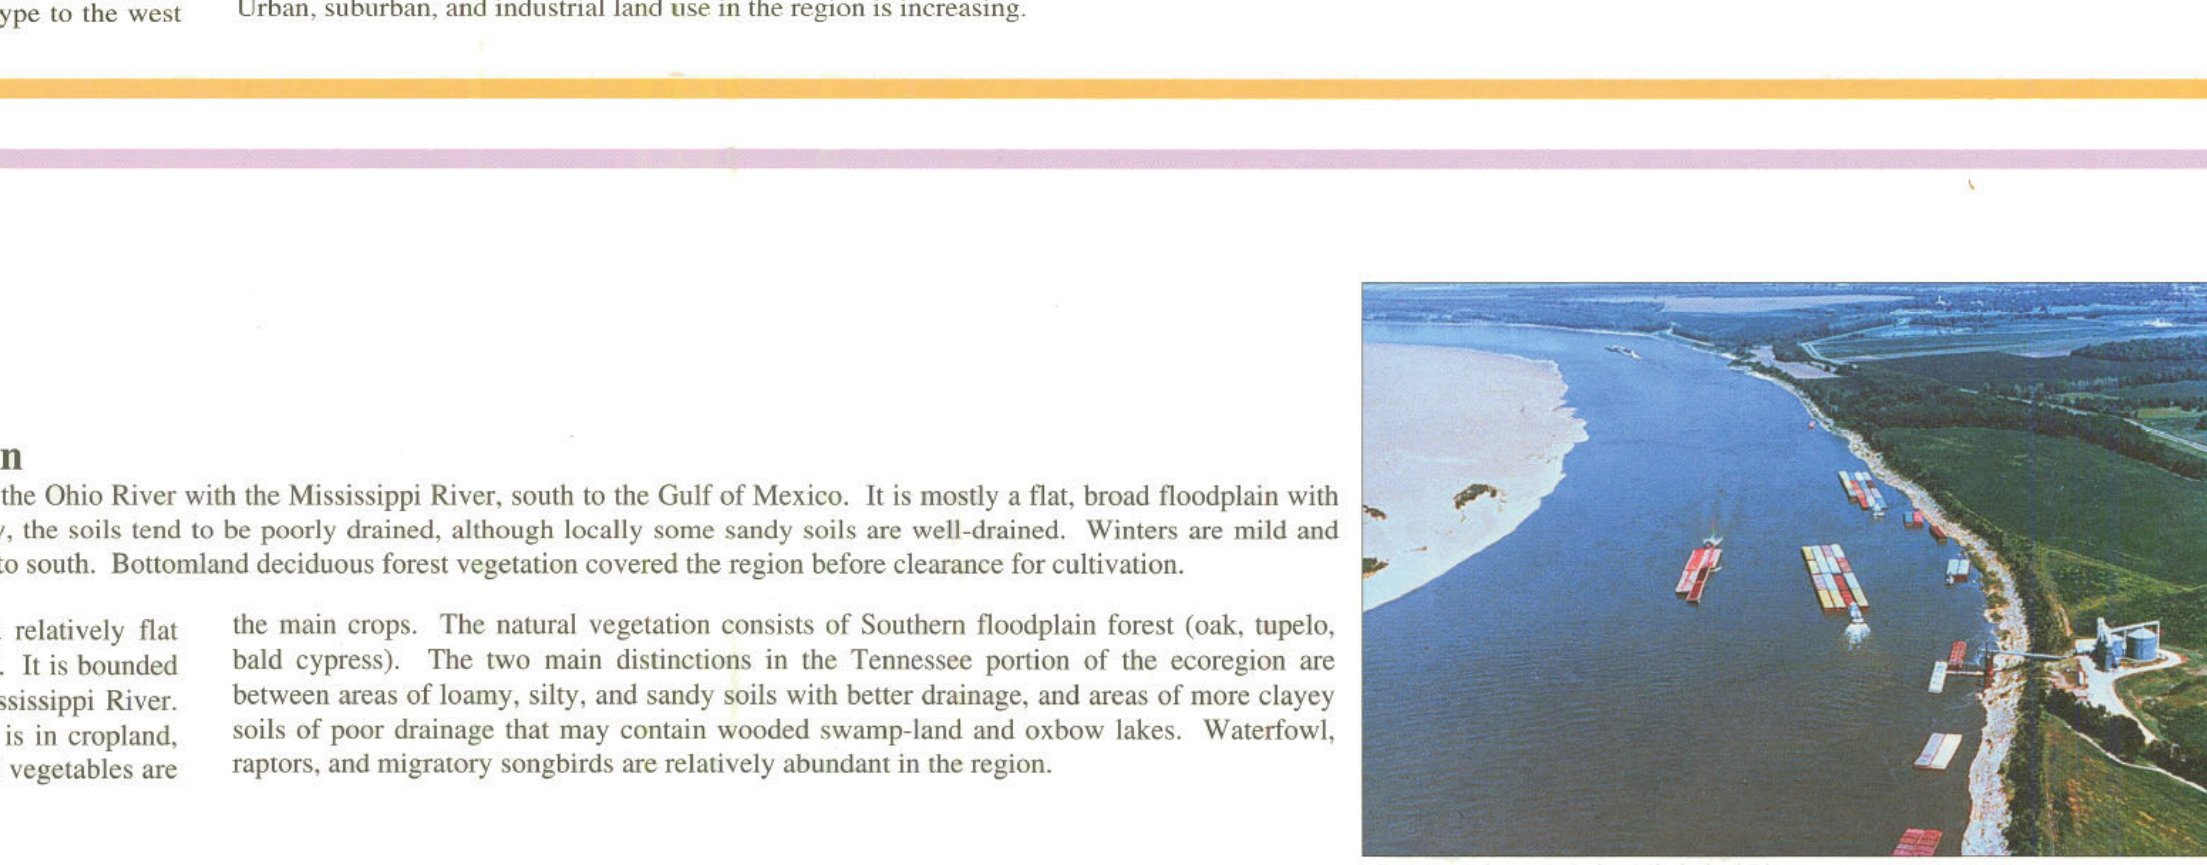 ype to the west
Urban, suburban, and industrial land use in the region is increasing.
n
the Ohio River with the Mississippi River, south to the Gulf of Mexico. It is mostly a flat, broad floodplain with
y, the soils tend to be poorly drained, although locally some sandy soils are well-drained. Winters are mild and
to south. Bottomland deciduous forest vegetation covered the region before clearance for cultivation.
relatively flat
. It is bounded
ssissippi River.
is in cropland,
vegetables are
the main crops. The natural vegetation consists of Southern floodplain forest (oak, tupelo,
bald cypress). The two main distinctions in the Tennessee portion of the ecoregion are
between areas of loamy, silty, and sandy soils with better drainage, and areas of more clayey
soils of poor drainage that may contain wooded swamp-land and oxbow lakes. Waterfowl,
raptors, and migratory songbirds are relatively abundant in the region.